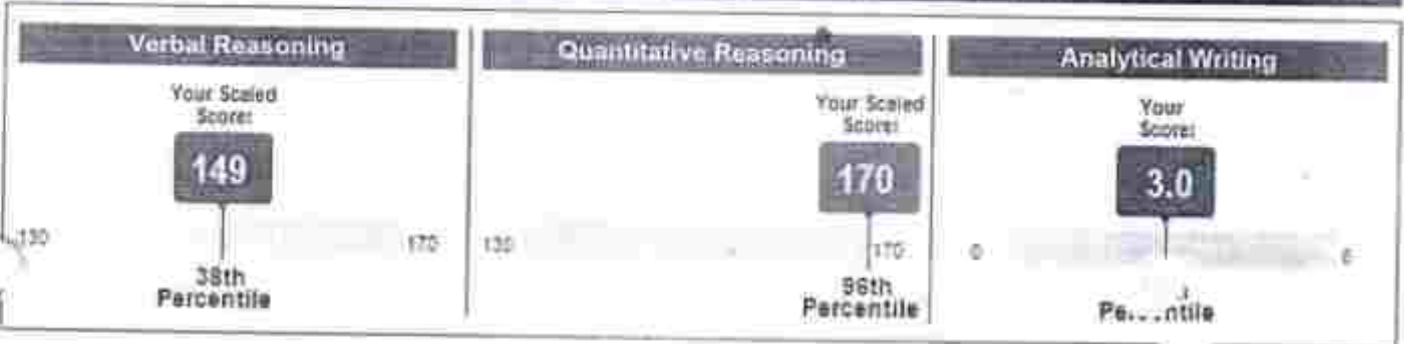 Verbal Reasoning
Your Scaled
Score:
149
130
170
38th
Percentile
Quantitative Reasoning
Your Scaled
Score:
170
130
170
96th
Percentile
Analytical Writing
Your
Score:
3.0
0
6